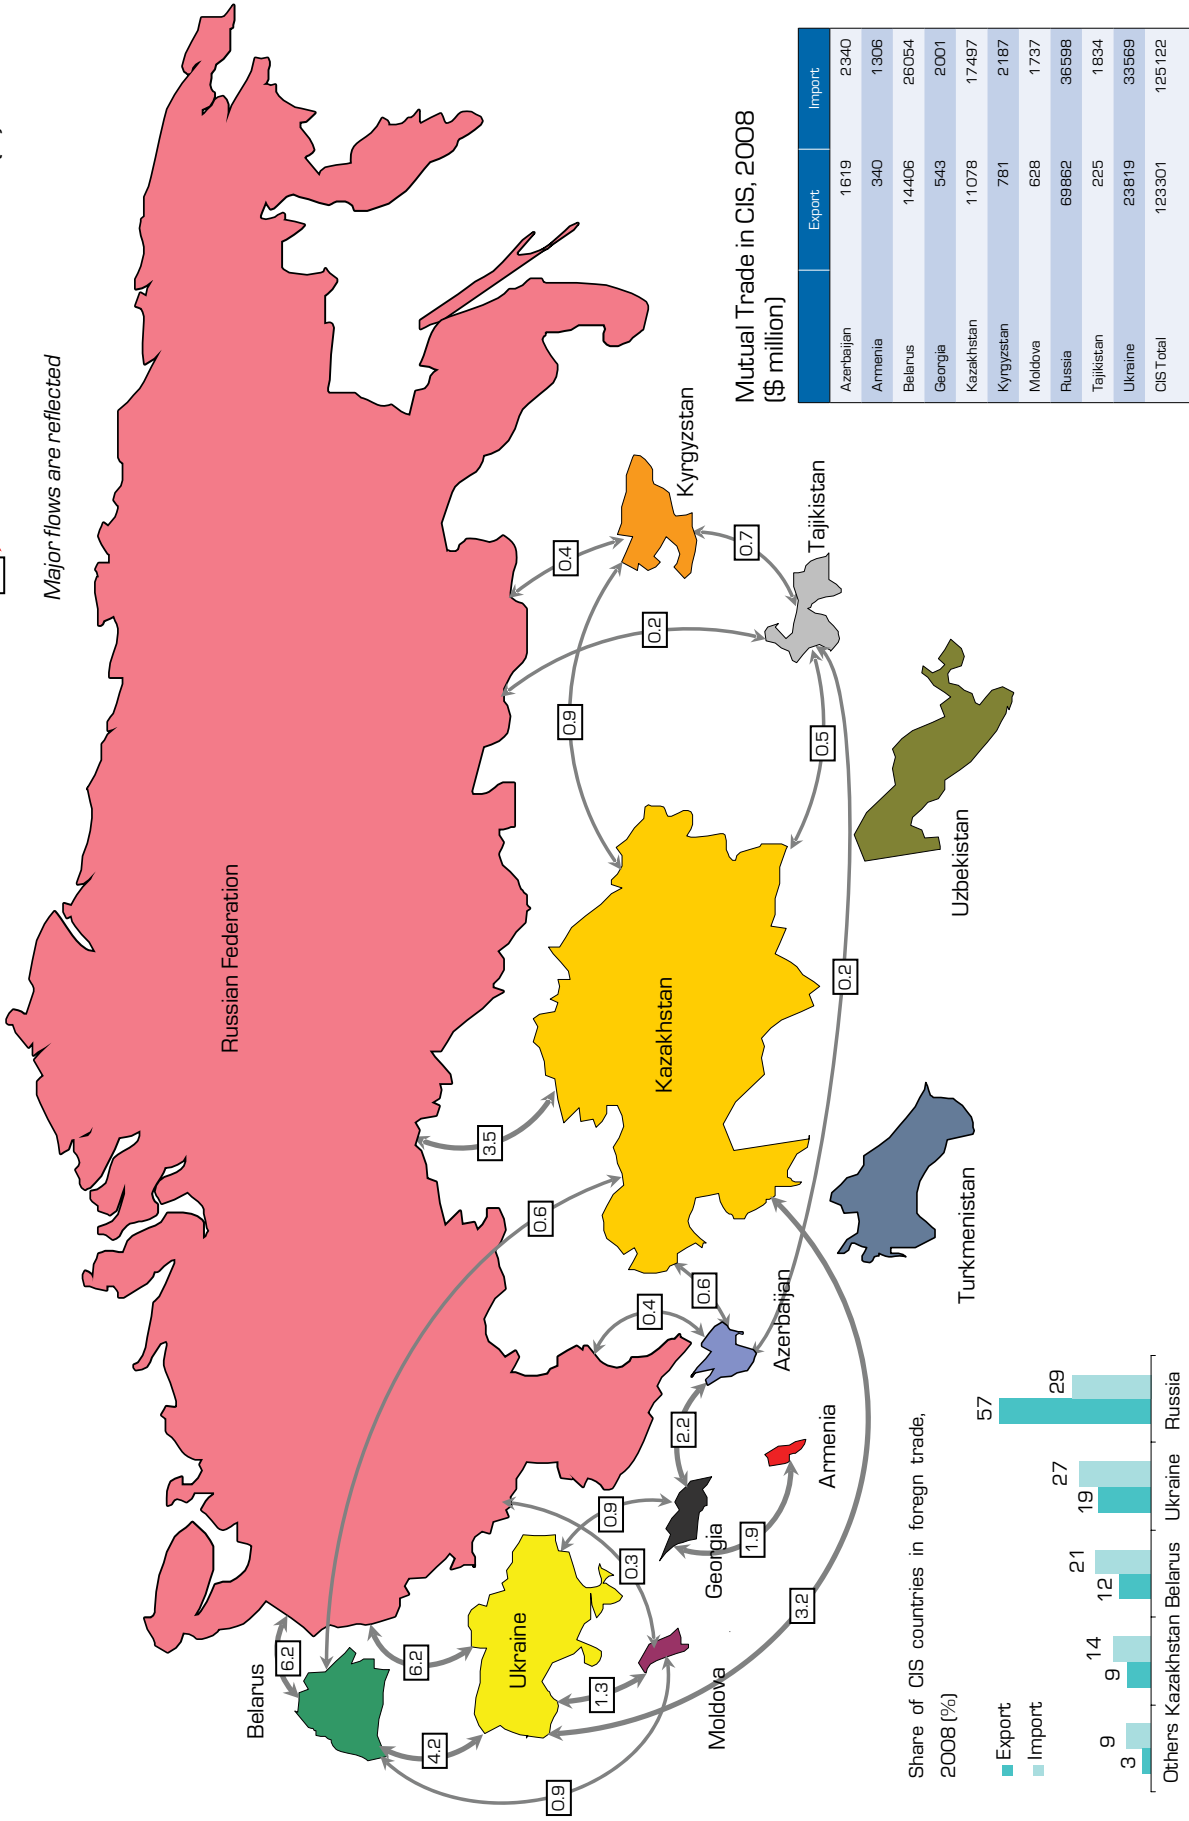 Major flows are reflected
Russian Federation
Kazakhstan
Kyrgyzstan
Tajikistan
Uzbekistan
Turkmenistan
Azerbaijan
Armenia
Georgia
Moldova
Ukraine
Belarus
6.2
6.2
4.2
0.9
1.3
0.3
0.9
1.9
2.2
3.2
0.4
0.6
0.6
3.5
0.9
0.4
0.2
0.7
0.5
0.2
Mutual Trade in CIS, 2008
($ million)
Export Import
Azerbaijan 1619 2340
Armenia 340 1306
Belarus 14406 26054
Georgia 543 2001
Kazakhstan 11078 17497
Kyrgyzstan 781 2187
Moldova 628 1737
Russia 69862 36598
Tajikistan 225 1834
Ukraine 23819 33569
CIS Total 123301 125122
Share of CIS countries in foregn trade,
2008 (%)
Export
Import
3 9 9 14 12 21 19 27 57 29
Others Kazakhstan Belarus Ukraine Russia